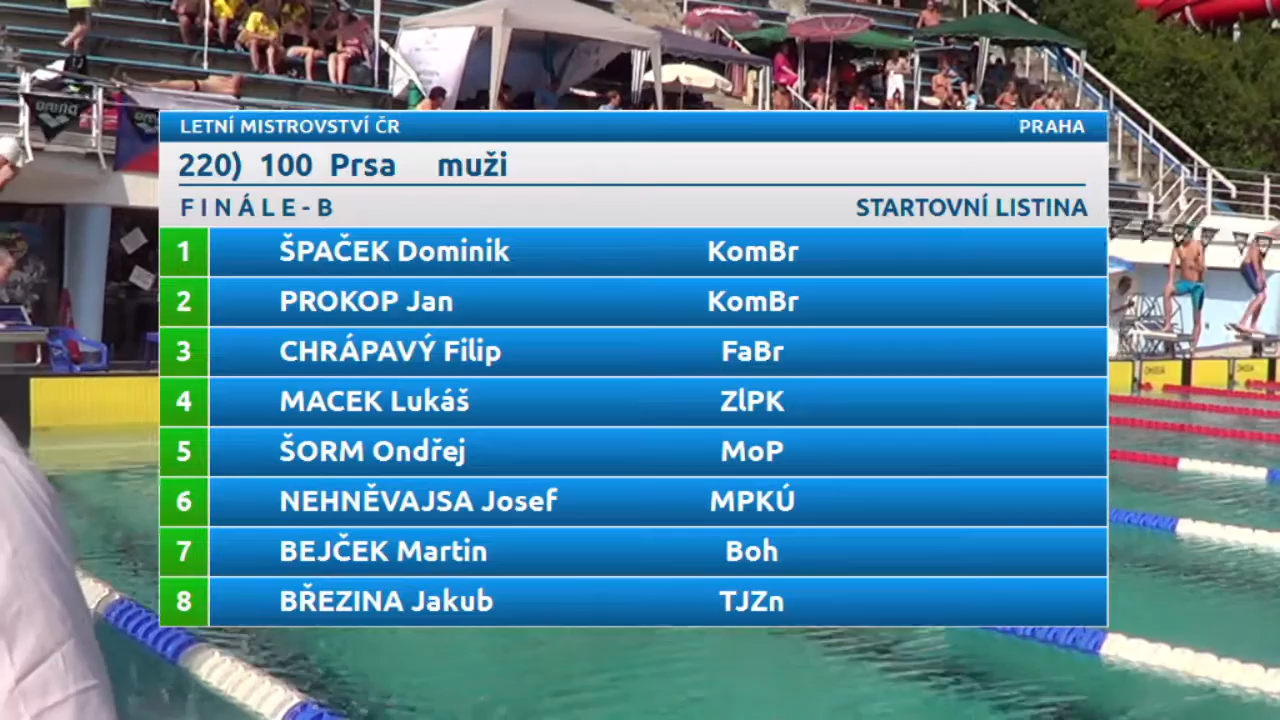 LETNÍ MISTROVSTVÍ ČR PRAHA
220) 100 Prsa muži
FINÁLE-B STARTOVNÍ LISTINA
1 ŠPAČEK Dominik KomBr
2 PROKOP Jan KomBr
3 CHRÁPAVÝ Filip FaBr
4 MACEK Lukáš ZlPK
5 ŠORM Ondřej MoP
6 NEHNĚVAJSA Josef MPKÚ
7 BEJČEK Martin Boh
8 BŘEZINA Jakub TJZn
arena